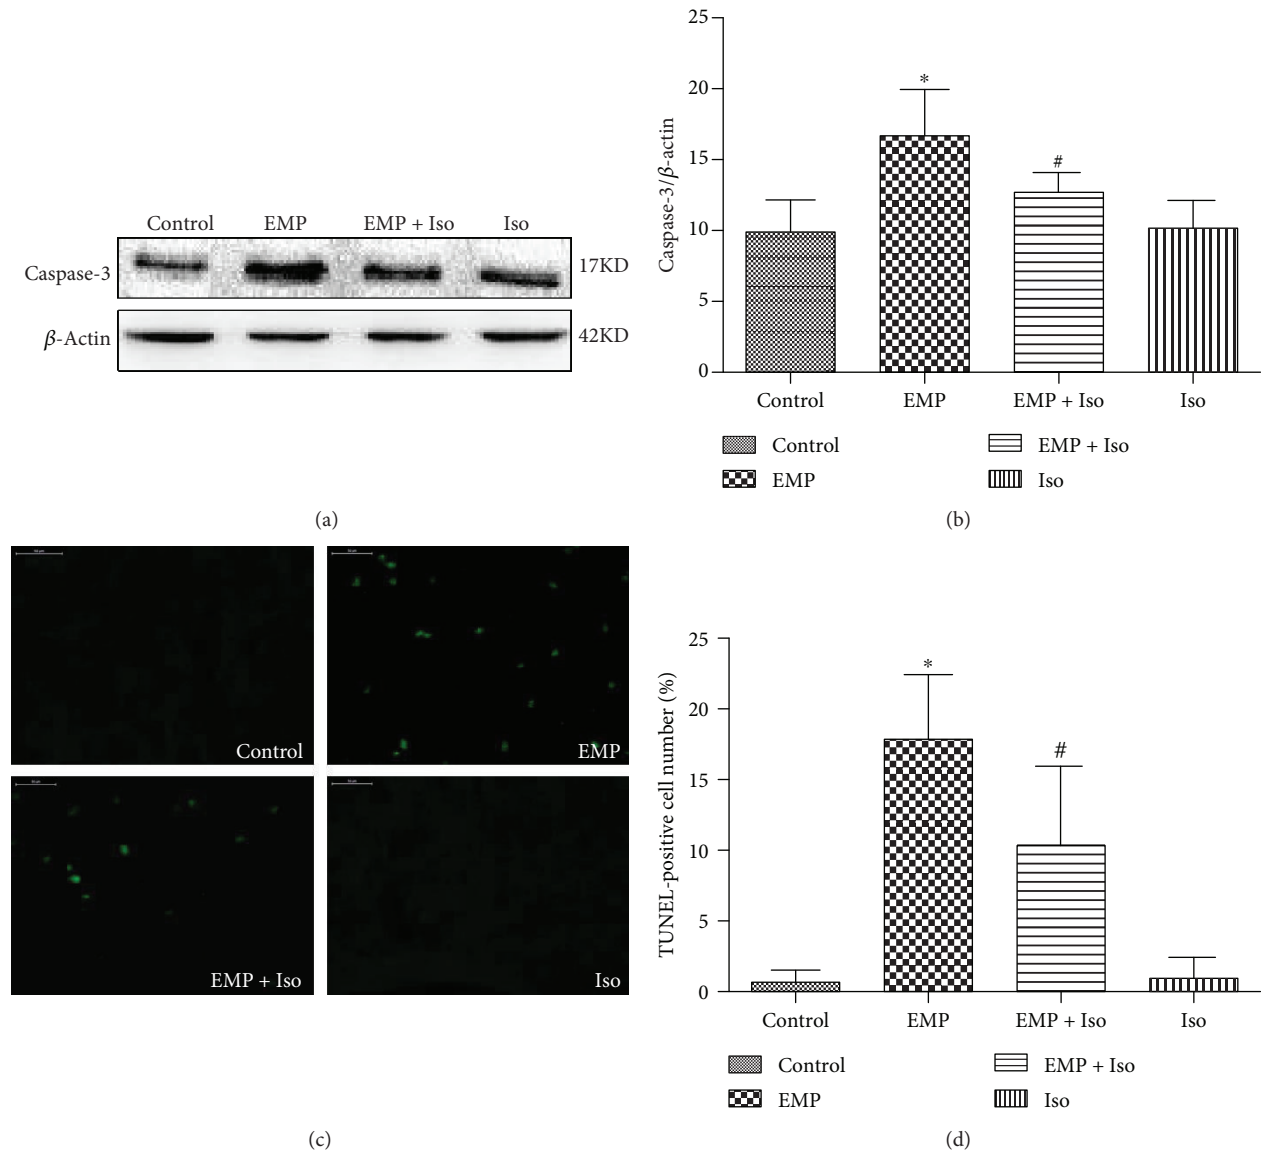 Control EMP EMP + Iso Iso
Caspase-3 17KD
β-Actin 42KD
(a)
25
20
15
10
5
0
Caspase-3/β-actin
*
#
Control EMP EMP + Iso Iso
Control EMP + Iso
EMP Iso
(b)
Control
EMP
EMP + Iso
Iso
(c)
25
20
15
10
5
0
TUNEL-positive cell number (%)
*
#
Control EMP EMP + Iso Iso
Control EMP + Iso
EMP Iso
(d)